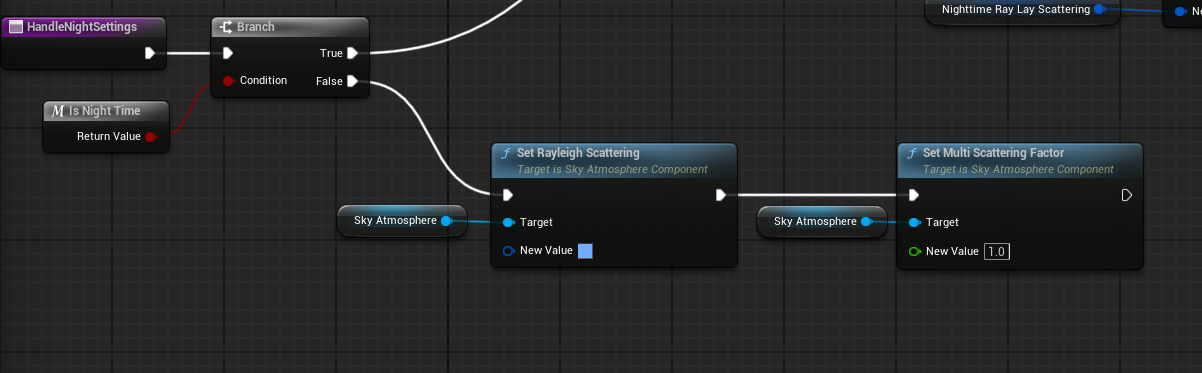 Nighttime Ray Lay Scattering
HandleNightSettings
Branch
True
Condition
False
Is Night Time
Return Value
Set Rayleigh Scattering
Target is Sky Atmosphere Component
Set Multi Scattering Factor
Target is Sky Atmosphere Component
Sky Atmosphere
Target
New Value
Sky Atmosphere
Target
New Value 1.0